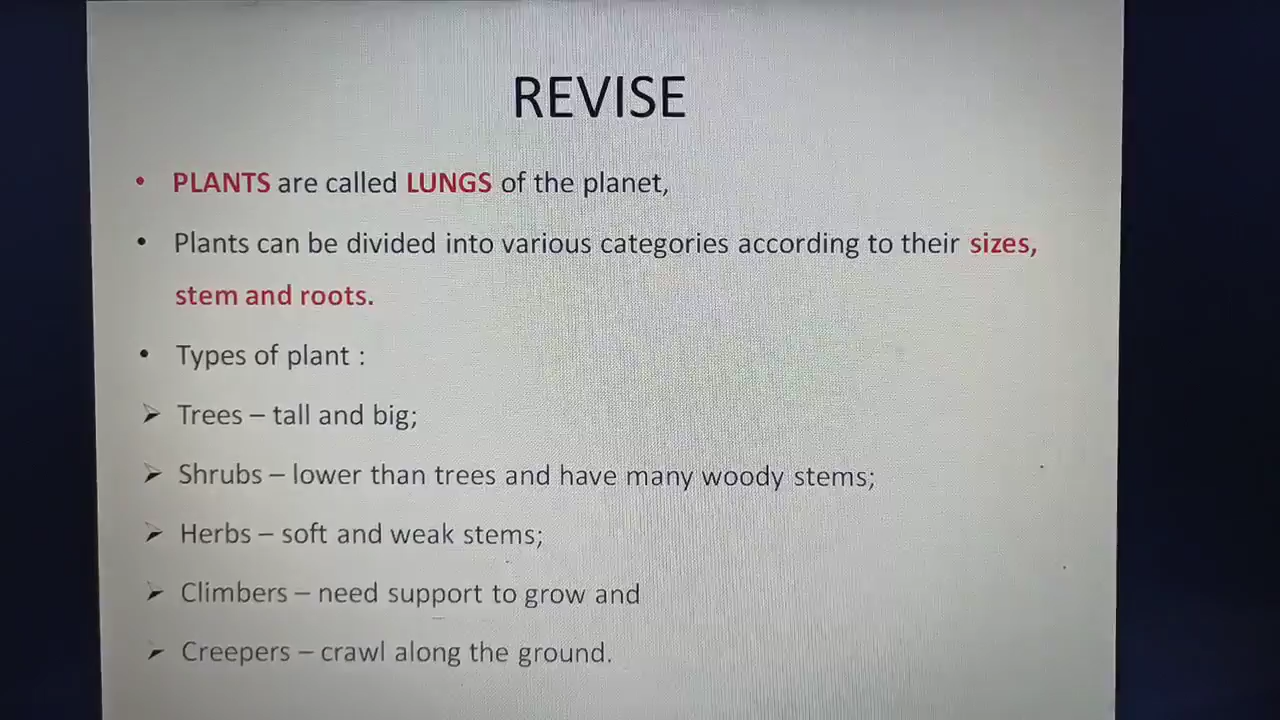 REVISE
• PLANTS are called LUNGS of the planet,
• Plants can be divided into various categories according to their sizes,
stem and roots.
• Types of plant :
➢ Trees – tall and big;
➢ Shrubs – lower than trees and have many woody stems;
➢ Herbs – soft and weak stems;
➢ Climbers – need support to grow and
➢ Creepers – crawl along the ground.